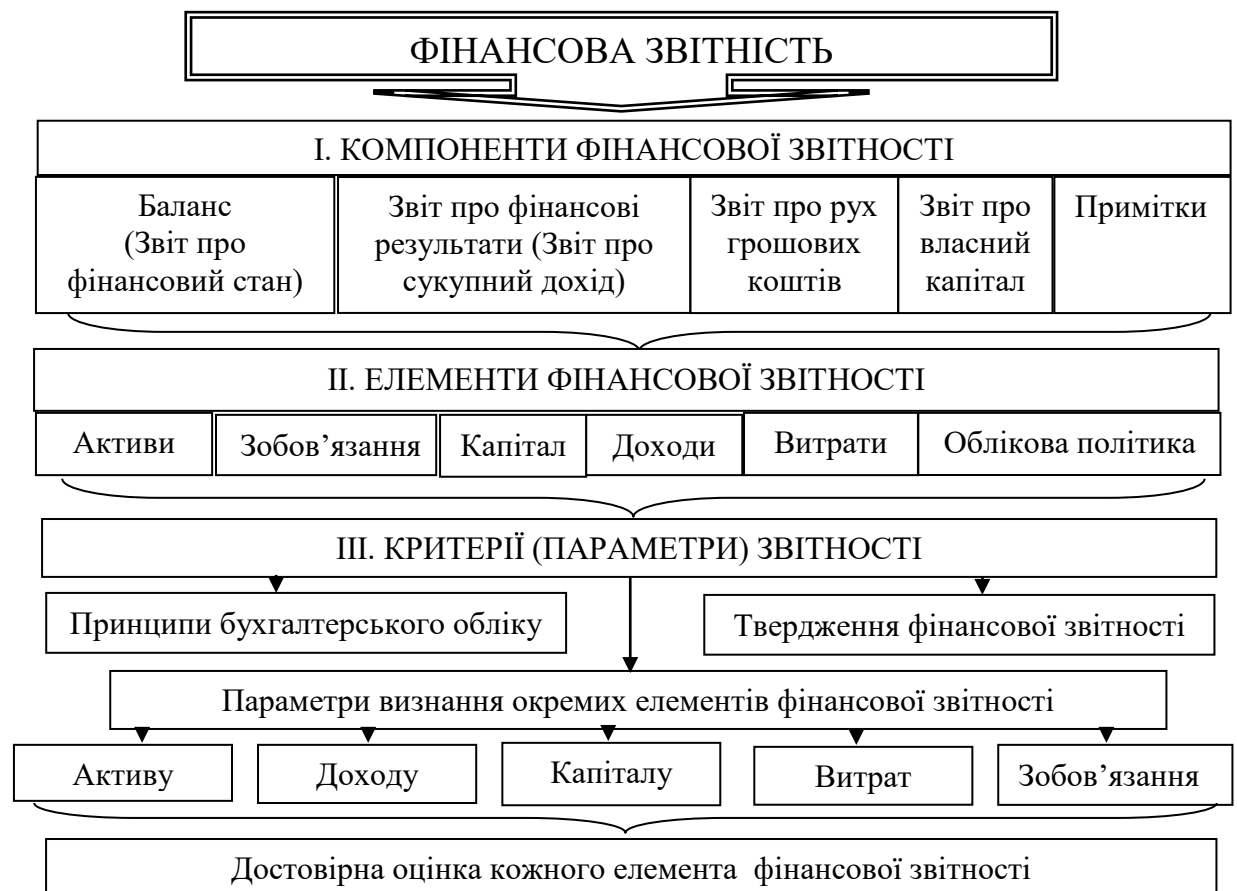 ФІНАНСОВА ЗВІТНІСТЬ
І. КОМПОНЕНТИ ФІНАНСОВОЇ ЗВІТНОСТІ
Баланс
(Звіт про
фінансовий стан)
Звіт про фінансові
результати (Звіт про
сукупний дохід)
Звіт про рух
грошових
коштів
Звіт про
власний
капітал
Примітки
ІІ. ЕЛЕМЕНТИ ФІНАНСОВОЇ ЗВІТНОСТІ
Активи
Зобов’язання
Капітал
Доходи
Витрати
Облікова політика
ІІІ. КРИТЕРІЇ (ПАРАМЕТРИ) ЗВІТНОСТІ
Принципи бухгалтерського обліку
Твердження фінансової звітності
Параметри визнання окремих елементів фінансової звітності
Активу
Доходу
Капіталу
Витрат
Зобов’язання
Достовірна оцінка кожного елемента фінансової звітності